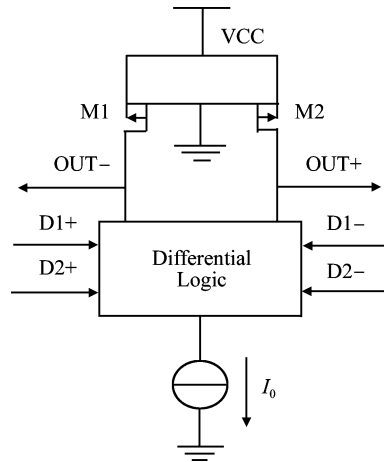 VCC
M1 M2
OUT− OUT+
D1+ D1−
D2+ D2−
Differential
Logic
I₀